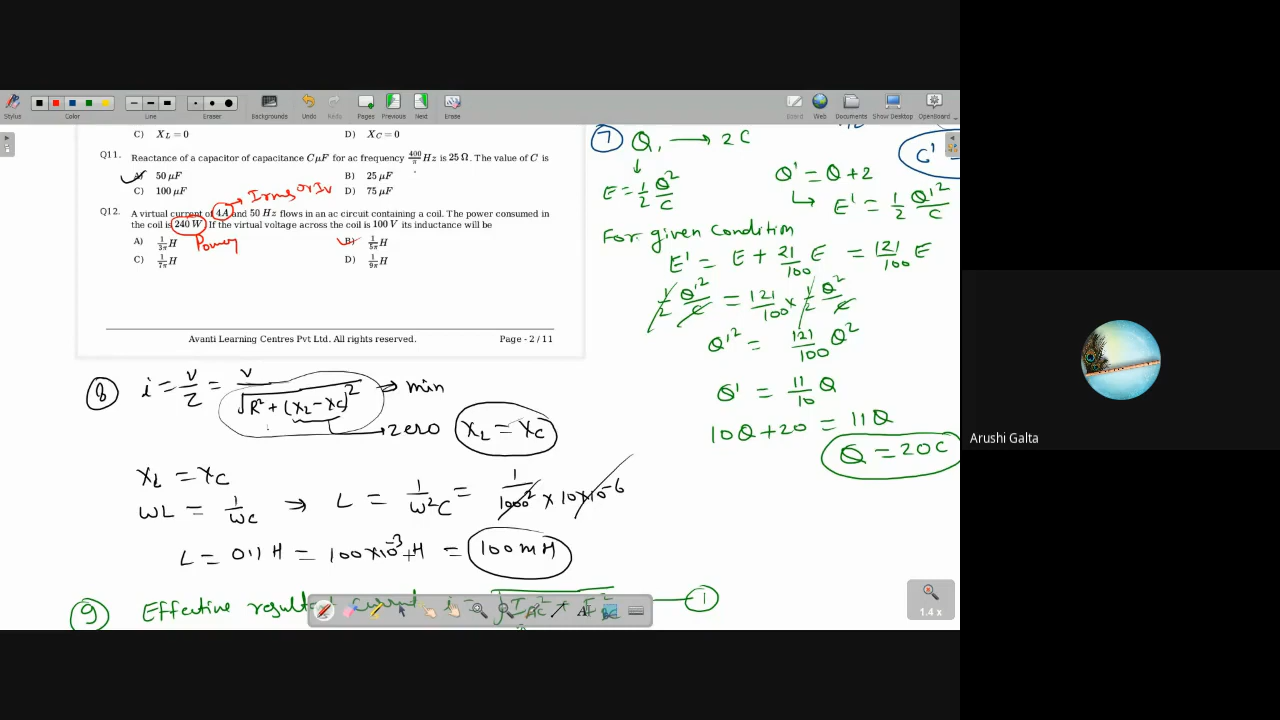 Stylus
Color
Line
Eraser
Backgrounds
Undo
Redo
Pages
Previous
Next
Erase
Board
Web
Documents
Show Desktop
OpenBoard
C) X_L = 0
D) X_C = 0
Q11. Reactance of a capacitor of capacitance CμF for ac frequency 400/π Hz is 25 Ω. The value of C is
A) 50 μF
B) 25 μF
C) 100 μF
D) 75 μF
Irms or Iv
Q12. A virtual current of 4A and 50 Hz flows in an ac circuit containing a coil. The power consumed in
the coil is 240 W. If the virtual voltage across the coil is 100 V its inductance will be
A) 1/3π H
B) 1/5π H
Power
C) 1/7π H
D) 1/9π H
Avanti Learning Centres Pvt Ltd. All rights reserved.
Page - 2 / 11
8 i = V/Z = V/√(R² + (X_L - X_C)²) → min
→ zero X_L = X_C
X_L = X_C
WL = 1/WC ⇒ L = 1/W²C = 1/1000² × 10×10⁻⁶
L = 0.1 H = 100×10⁻³ H = 100 mH
9 Effective resultant current i =
1
7 Q, → 2C
C' =
E = 1/2 Q²/C
Q' = Q + 2
E' = 1/2 Q'²/C
For given condition
E' = E + 21/100 E = 121/100 E
1/2 Q'²/C = 121/100 × 1/2 Q²/C
Q'² = 121/100 Q²
Q' = 11/10 Q
10Q + 20 = 11Q
Q = 20C
1.4 x
Arushi Galta